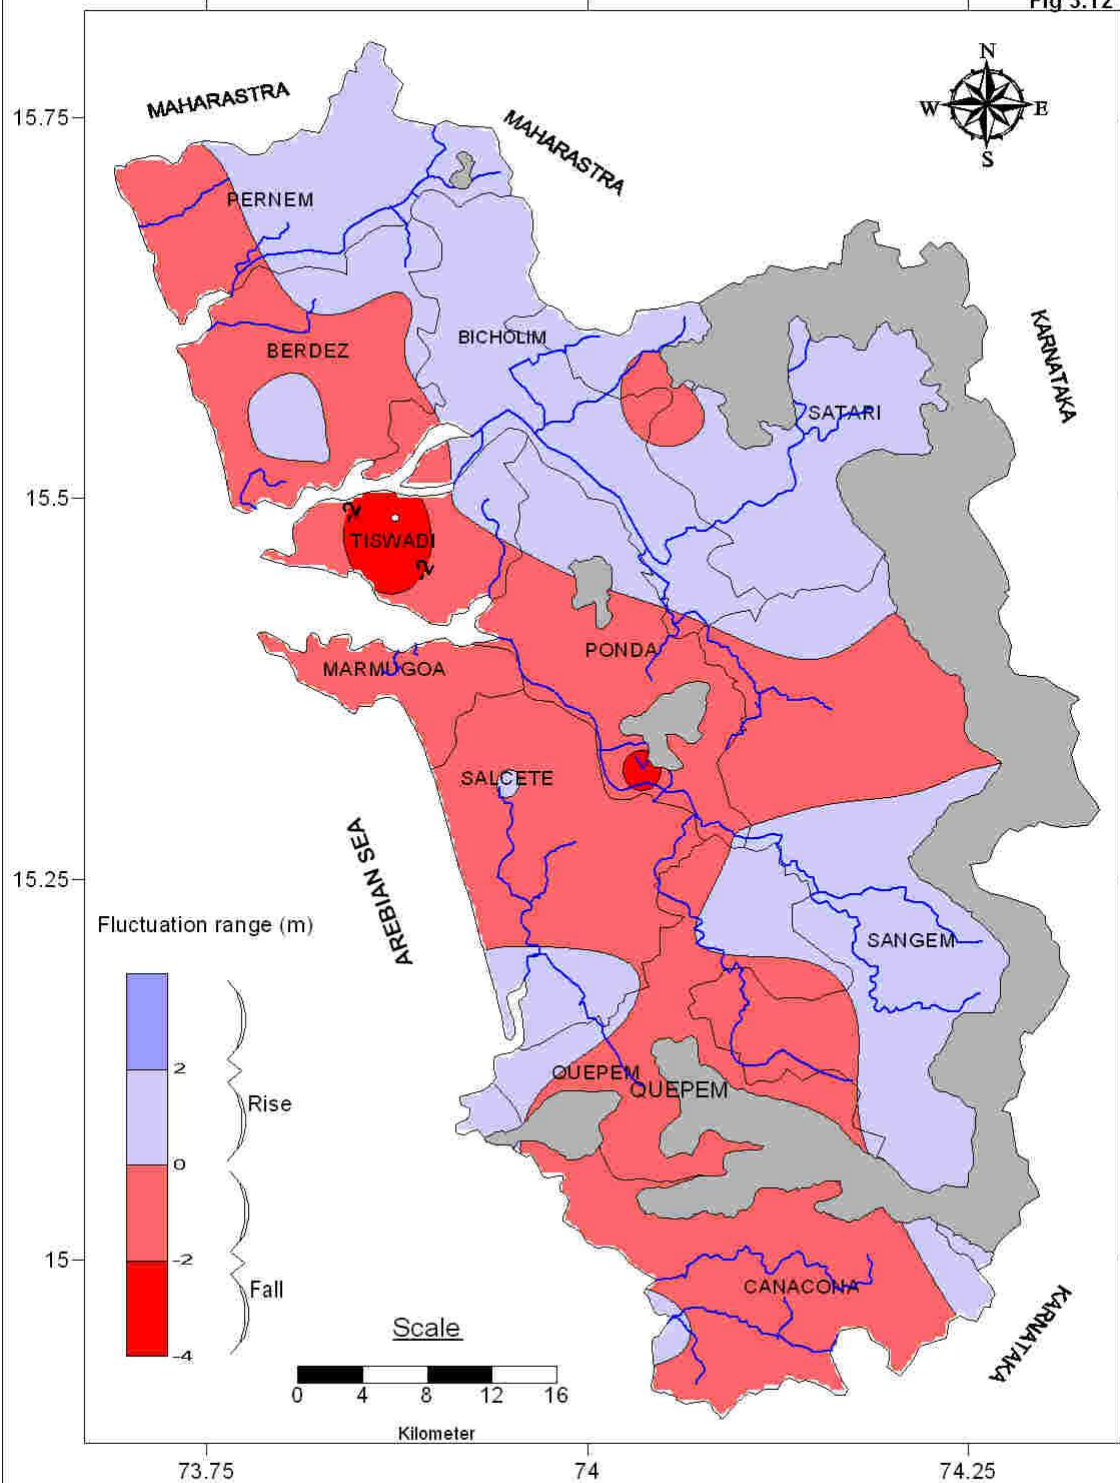 Fig 3.12
N
W
E
S
MAHARASTRA
MAHARASTRA
15.75
PERNEM
KARNATAKA
BICHOLIM
BERDEZ
SATARI
15.5
-2
TISWADI
-2
PONDA
MARMUGOA
SALCETE
AREBIAN SEA
15.25
Fluctuation range (m)
SANGEM
2
Rise
QUEPEM
QUEPEM
0
-2
15
Fall
CANACONA
KARNATAKA
Scale
-4
0 4 8 12 16
Kilometer
73.75 74 74.25